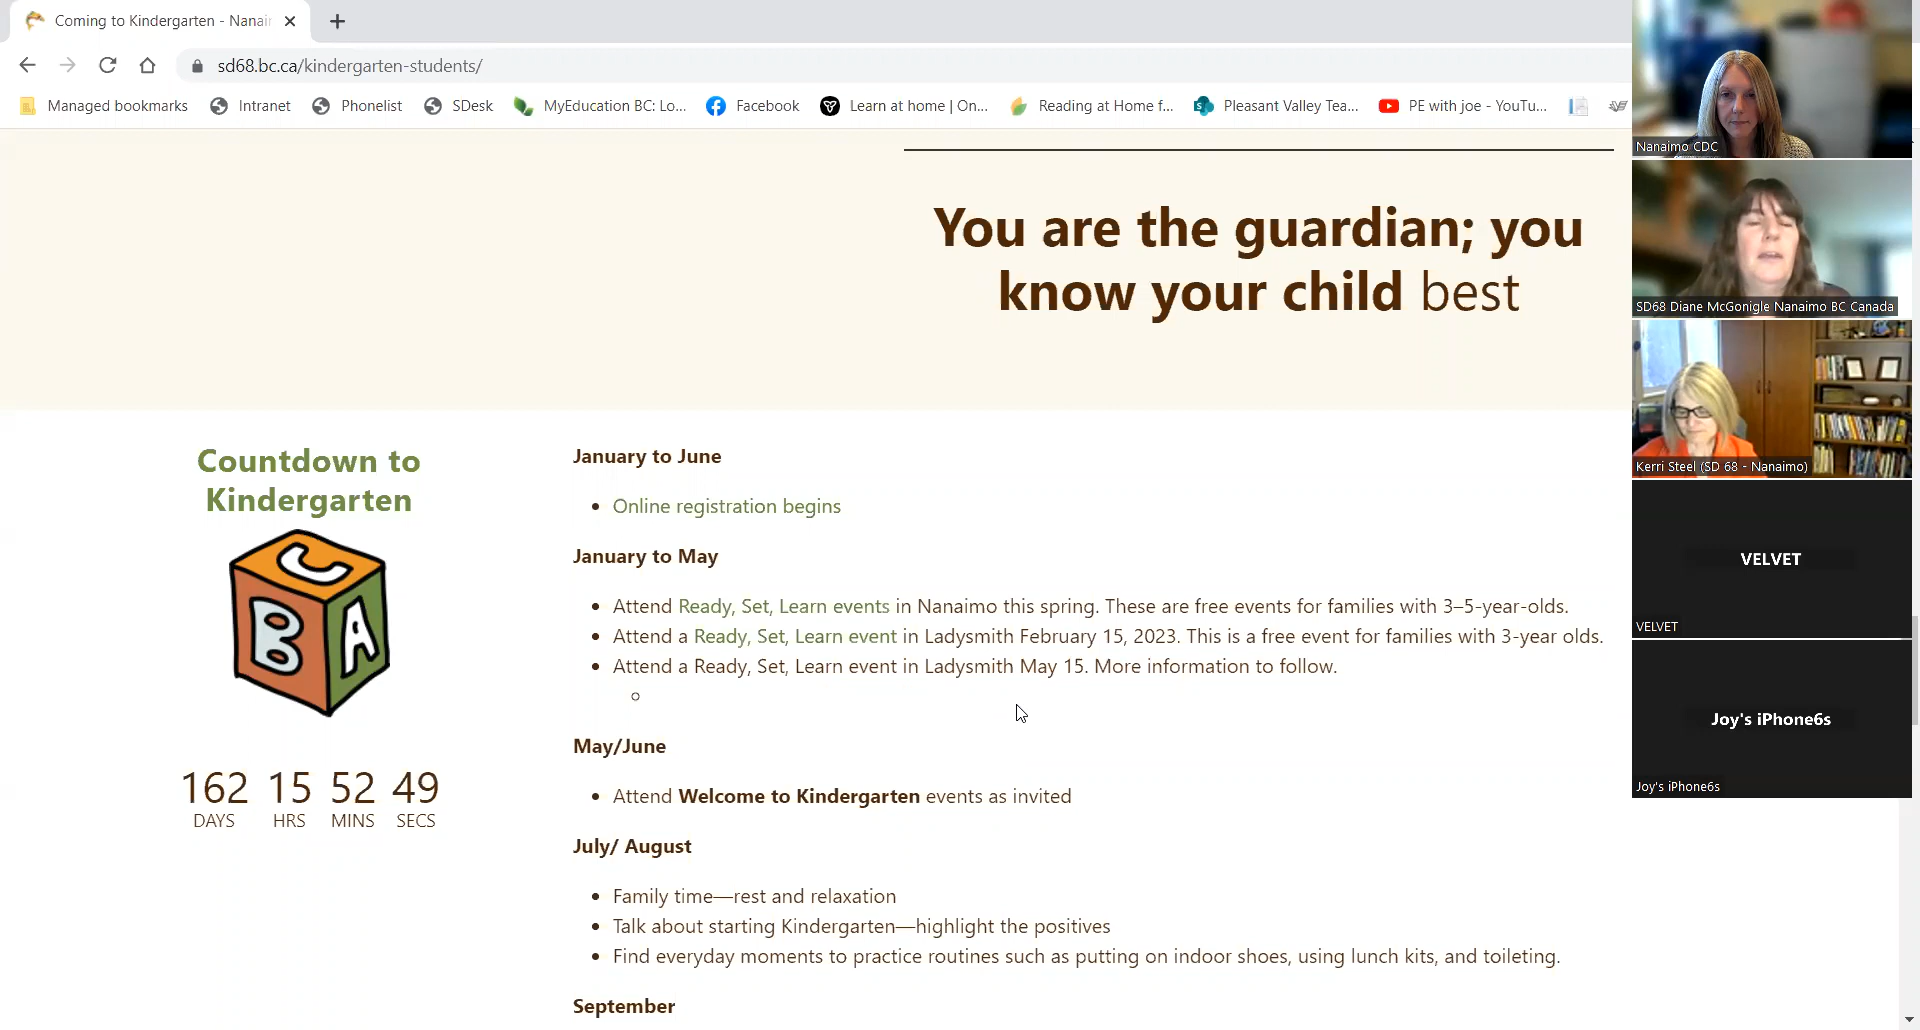 Coming to Kindergarten - Nanai
sd68.bc.ca/kindergarten-students/
Managed bookmarks
Intranet
Phonelist
SDesk
MyEducation BC: Lo...
Facebook
Learn at home | On...
Reading at Home f...
Pleasant Valley Tea...
PE with joe - YouTu...
You are the guardian; you
know your child best
Countdown to
Kindergarten
C
B A
162 15 52 49
DAYS HRS MINS SECS
January to June
Online registration begins
January to May
Attend Ready, Set, Learn events in Nanaimo this spring. These are free events for families with 3–5-year-olds.
Attend a Ready, Set, Learn event in Ladysmith February 15, 2023. This is a free event for families with 3-year olds.
Attend a Ready, Set, Learn event in Ladysmith May 15. More information to follow.
May/June
Attend Welcome to Kindergarten events as invited
July/ August
Family time—rest and relaxation
Talk about starting Kindergarten—highlight the positives
Find everyday moments to practice routines such as putting on indoor shoes, using lunch kits, and toileting.
September
Nanaimo CDC
SD68 Diane McGonigle Nanaimo BC Canada
Kerri Steel (SD 68 - Nanaimo)
VELVET
VELVET
Joy's iPhone6s
Joy's iPhone6s